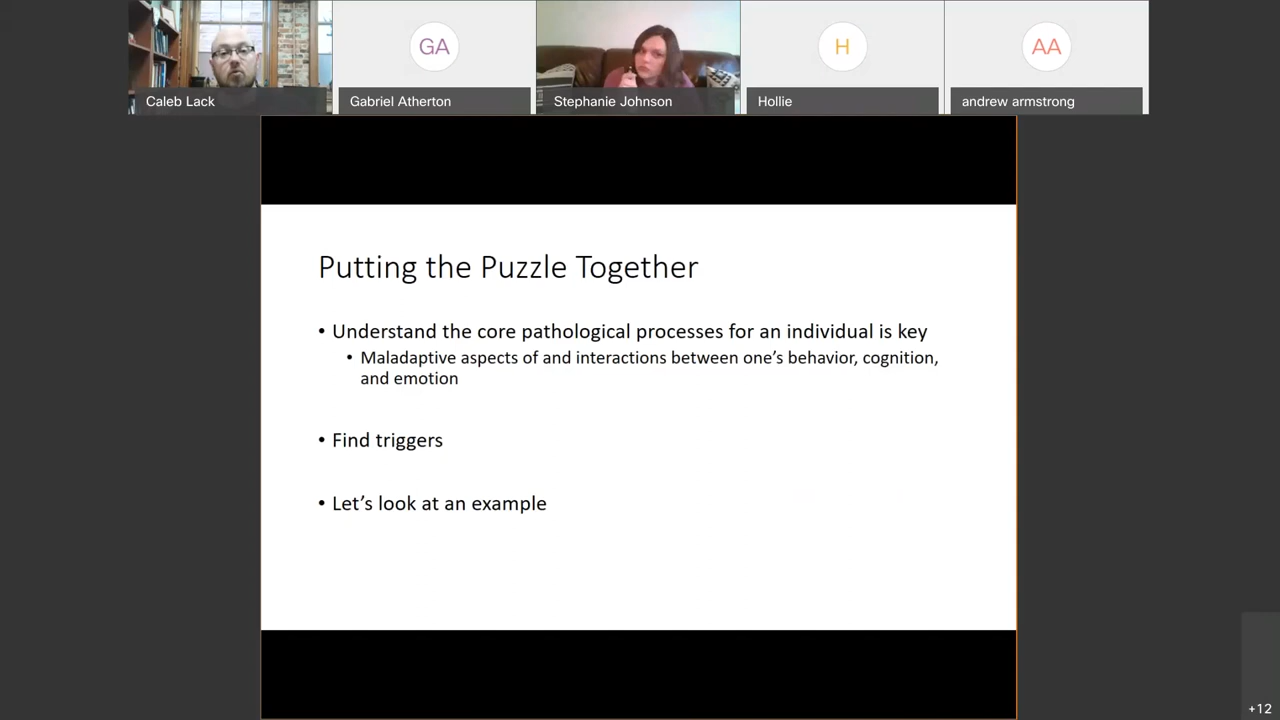 GA
H
AA
Caleb Lack
Gabriel Atherton
Stephanie Johnson
Hollie
andrew armstrong
Putting the Puzzle Together
• Understand the core pathological processes for an individual is key
• Maladaptive aspects of and interactions between one’s behavior, cognition,
and emotion
• Find triggers
• Let’s look at an example
+12